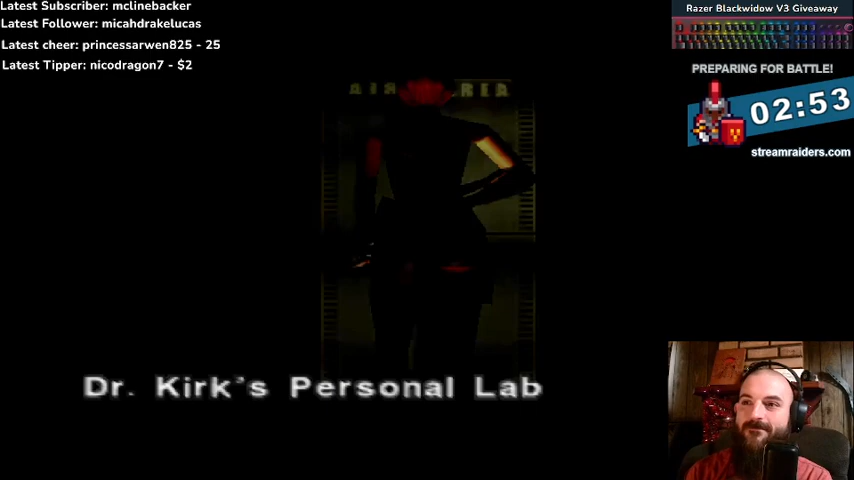 Latest Subscriber: mclinebacker
Latest Follower: micahdrakelucas
Latest cheer: princessarwen825 - 25
Latest Tipper: nicodragon7 - $2
Razer Blackwidow V3 Giveaway
PREPARING FOR BATTLE!
02:53
streamraiders.com
Dr. Kirk's Personal Lab